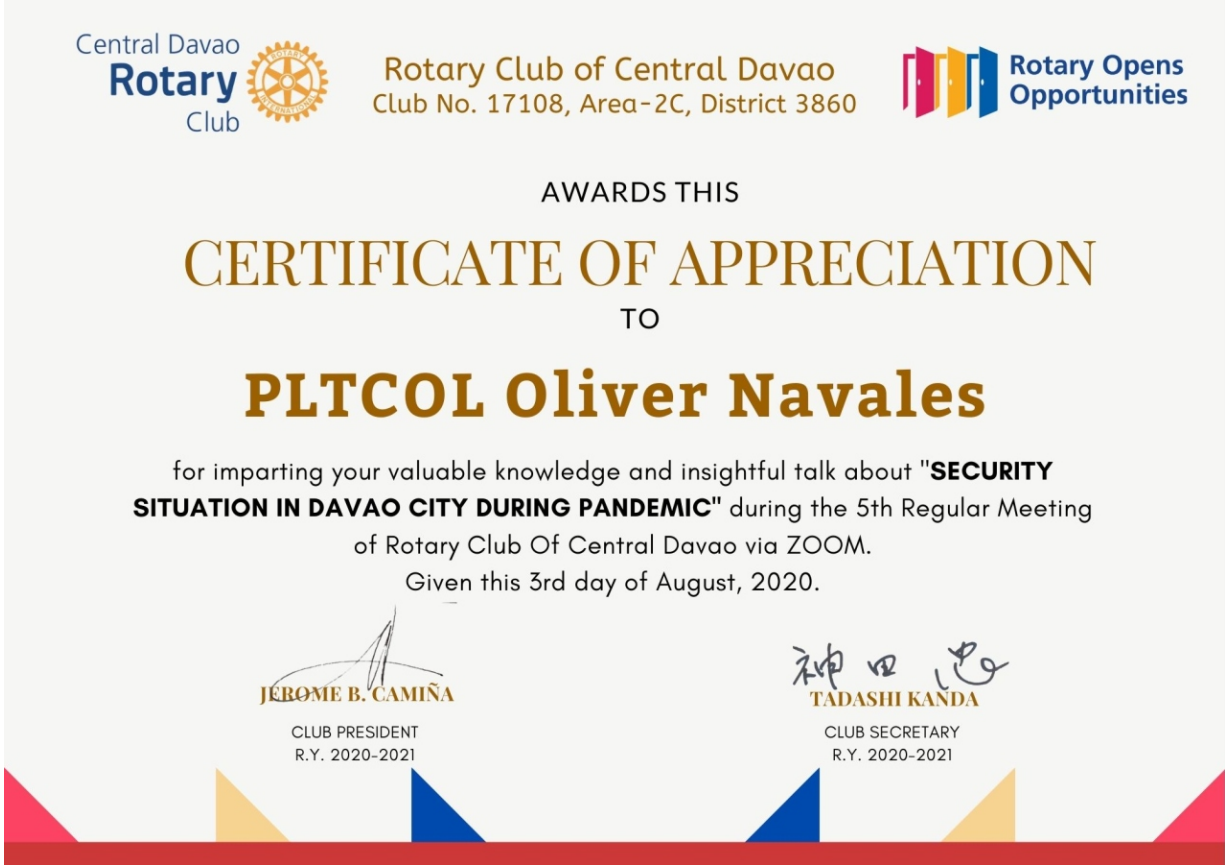 Central Davao
Rotary
Club
ROTARY
INTERNATIONAL
Rotary Club of Central Davao
Club No. 17108, Area-2C, District 3860
Rotary Opens
Opportunities
AWARDS THIS
CERTIFICATE OF APPRECIATION
TO
PLTCOL Oliver Navales
for imparting your valuable knowledge and insightful talk about "SECURITY
SITUATION IN DAVAO CITY DURING PANDEMIC" during the 5th Regular Meeting
of Rotary Club Of Central Davao via ZOOM.
Given this 3rd day of August, 2020.
JEROME B. CAMIÑA
CLUB PRESIDENT
R.Y. 2020-2021
神田 忠
TADASHI KANDA
CLUB SECRETARY
R.Y. 2020-2021